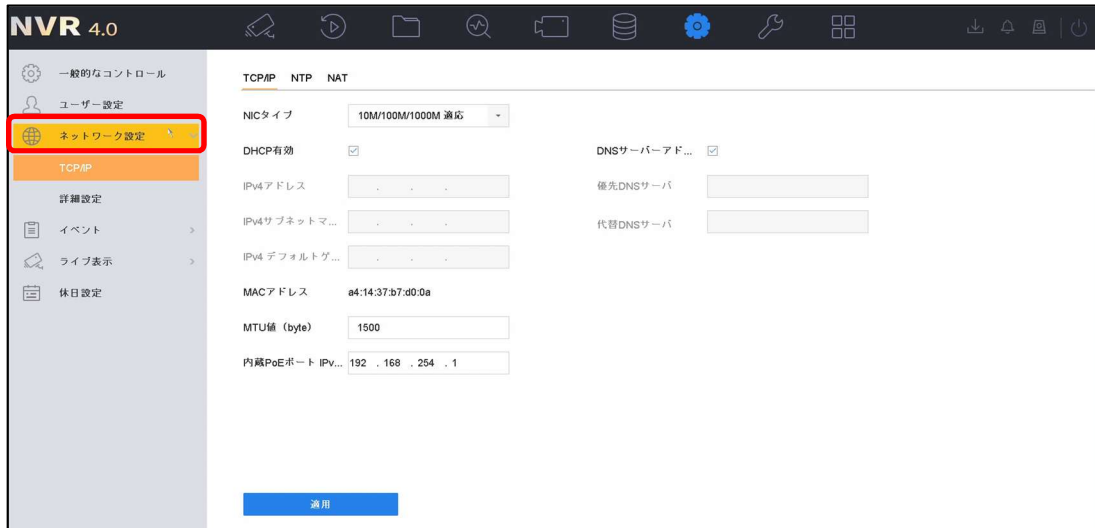 NVR 4.0
一般的なコントロール
ユーザー設定
ネットワーク設定
TCP/IP
詳細設定
イベント
ライブ表示
休日設定
TCP/IP NTP NAT
NICタイプ 10M/100M/1000M 適応
DHCP有効 DNSサーバーアド...
IPv4アドレス . . . 優先DNSサーバ
IPv4サブネットマ... . . . 代替DNSサーバ
IPv4 デフォルトゲ... . . .
MACアドレス a4:14:37:b7:d0:0a
MTU値（byte） 1500
内蔵PoEポート IPv... 192 . 168 . 254 . 1
適用